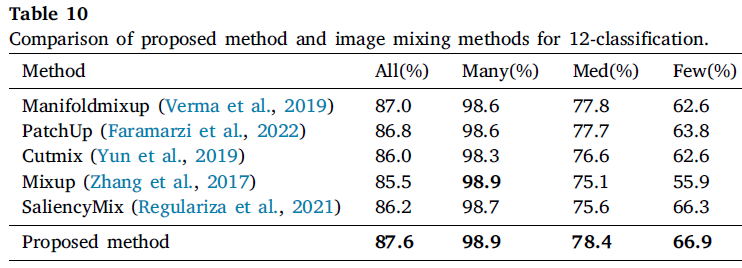 Table 10
Comparison of proposed method and image mixing methods for 12-classification.
Method All(%) Many(%) Med(%) Few(%)
Manifoldmixup (Verma et al., 2019) 87.0 98.6 77.8 62.6
PatchUp (Faramarzi et al., 2022) 86.8 98.6 77.7 63.8
Cutmix (Yun et al., 2019) 86.0 98.3 76.6 62.6
Mixup (Zhang et al., 2017) 85.5 98.9 75.1 55.9
SaliencyMix (Regulariza et al., 2021) 86.2 98.7 75.6 66.3
Proposed method 87.6 98.9 78.4 66.9